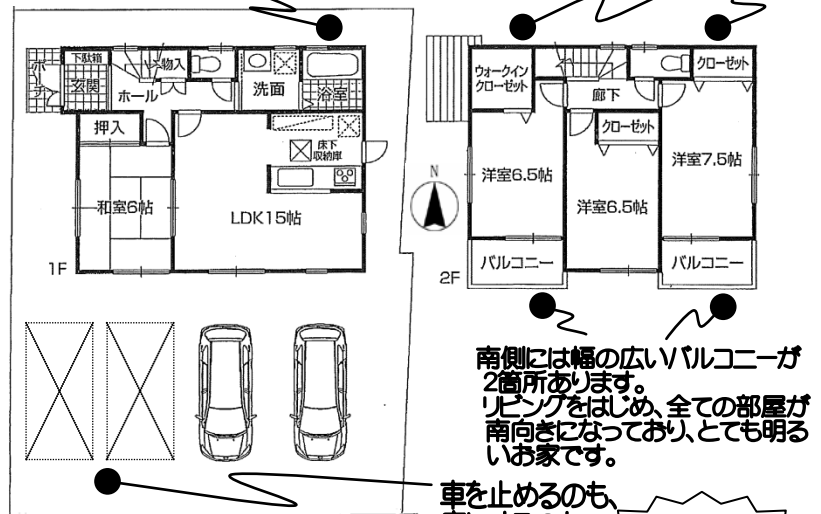 下駄箱
物入
ポーチ
玄関
ホール
洗面
浴室
押入
床下
収納庫
和室6帖
LDK15帖
1F
N
ウォークイン
クローゼット
クローゼット
廊下
クローゼット
洋室6.5帖
洋室6.5帖
洋室7.5帖
バルコニー
バルコニー
2F
南側には幅の広いバルコニーが
2箇所あります。
リビングをはじめ、全ての部屋が
南向きになっており、とても明る
いお家です。
車を止めるのも、